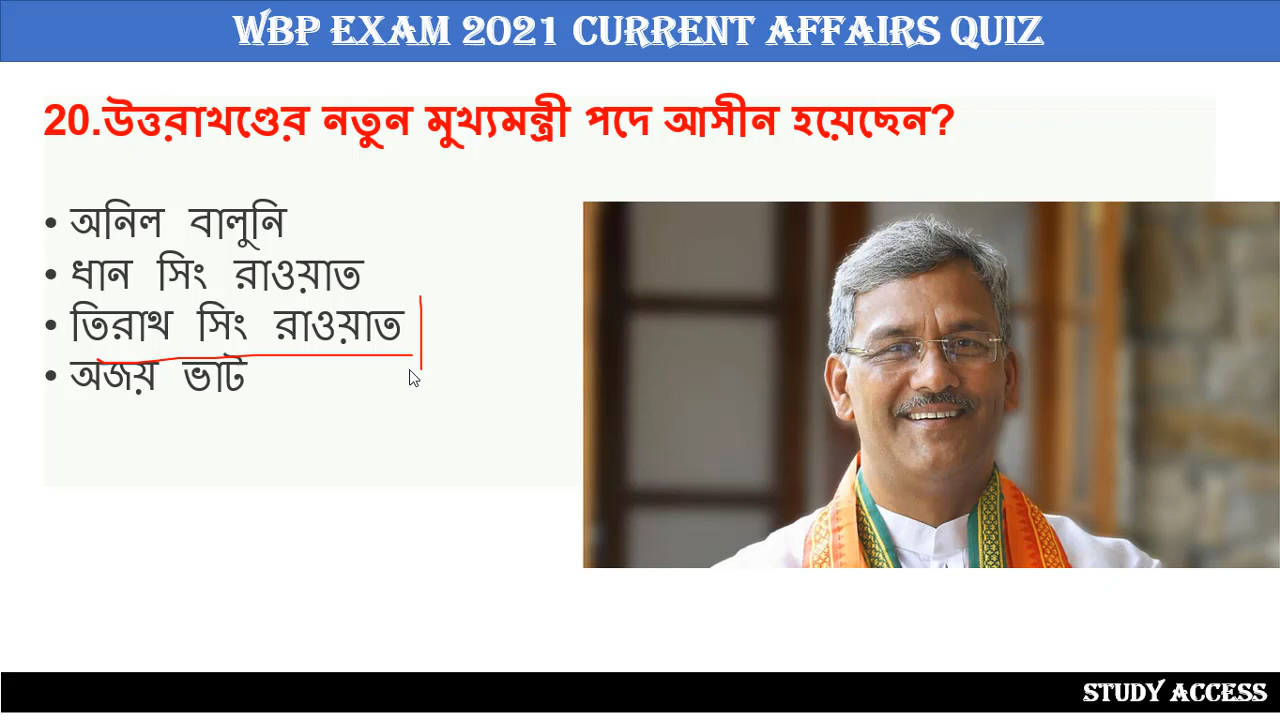 WBP EXAM 2021 CURRENT AFFAIRS QUIZ
20.উত্তরাখণ্ডের নতুন মুখ্যমন্ত্রী পদে আসীন হয়েছেন?
• অনিল বালুনি
• ধান সিং রাওয়াত
• তিরাথ সিং রাওয়াত
• অজয় ভাট
STUDY ACCESS